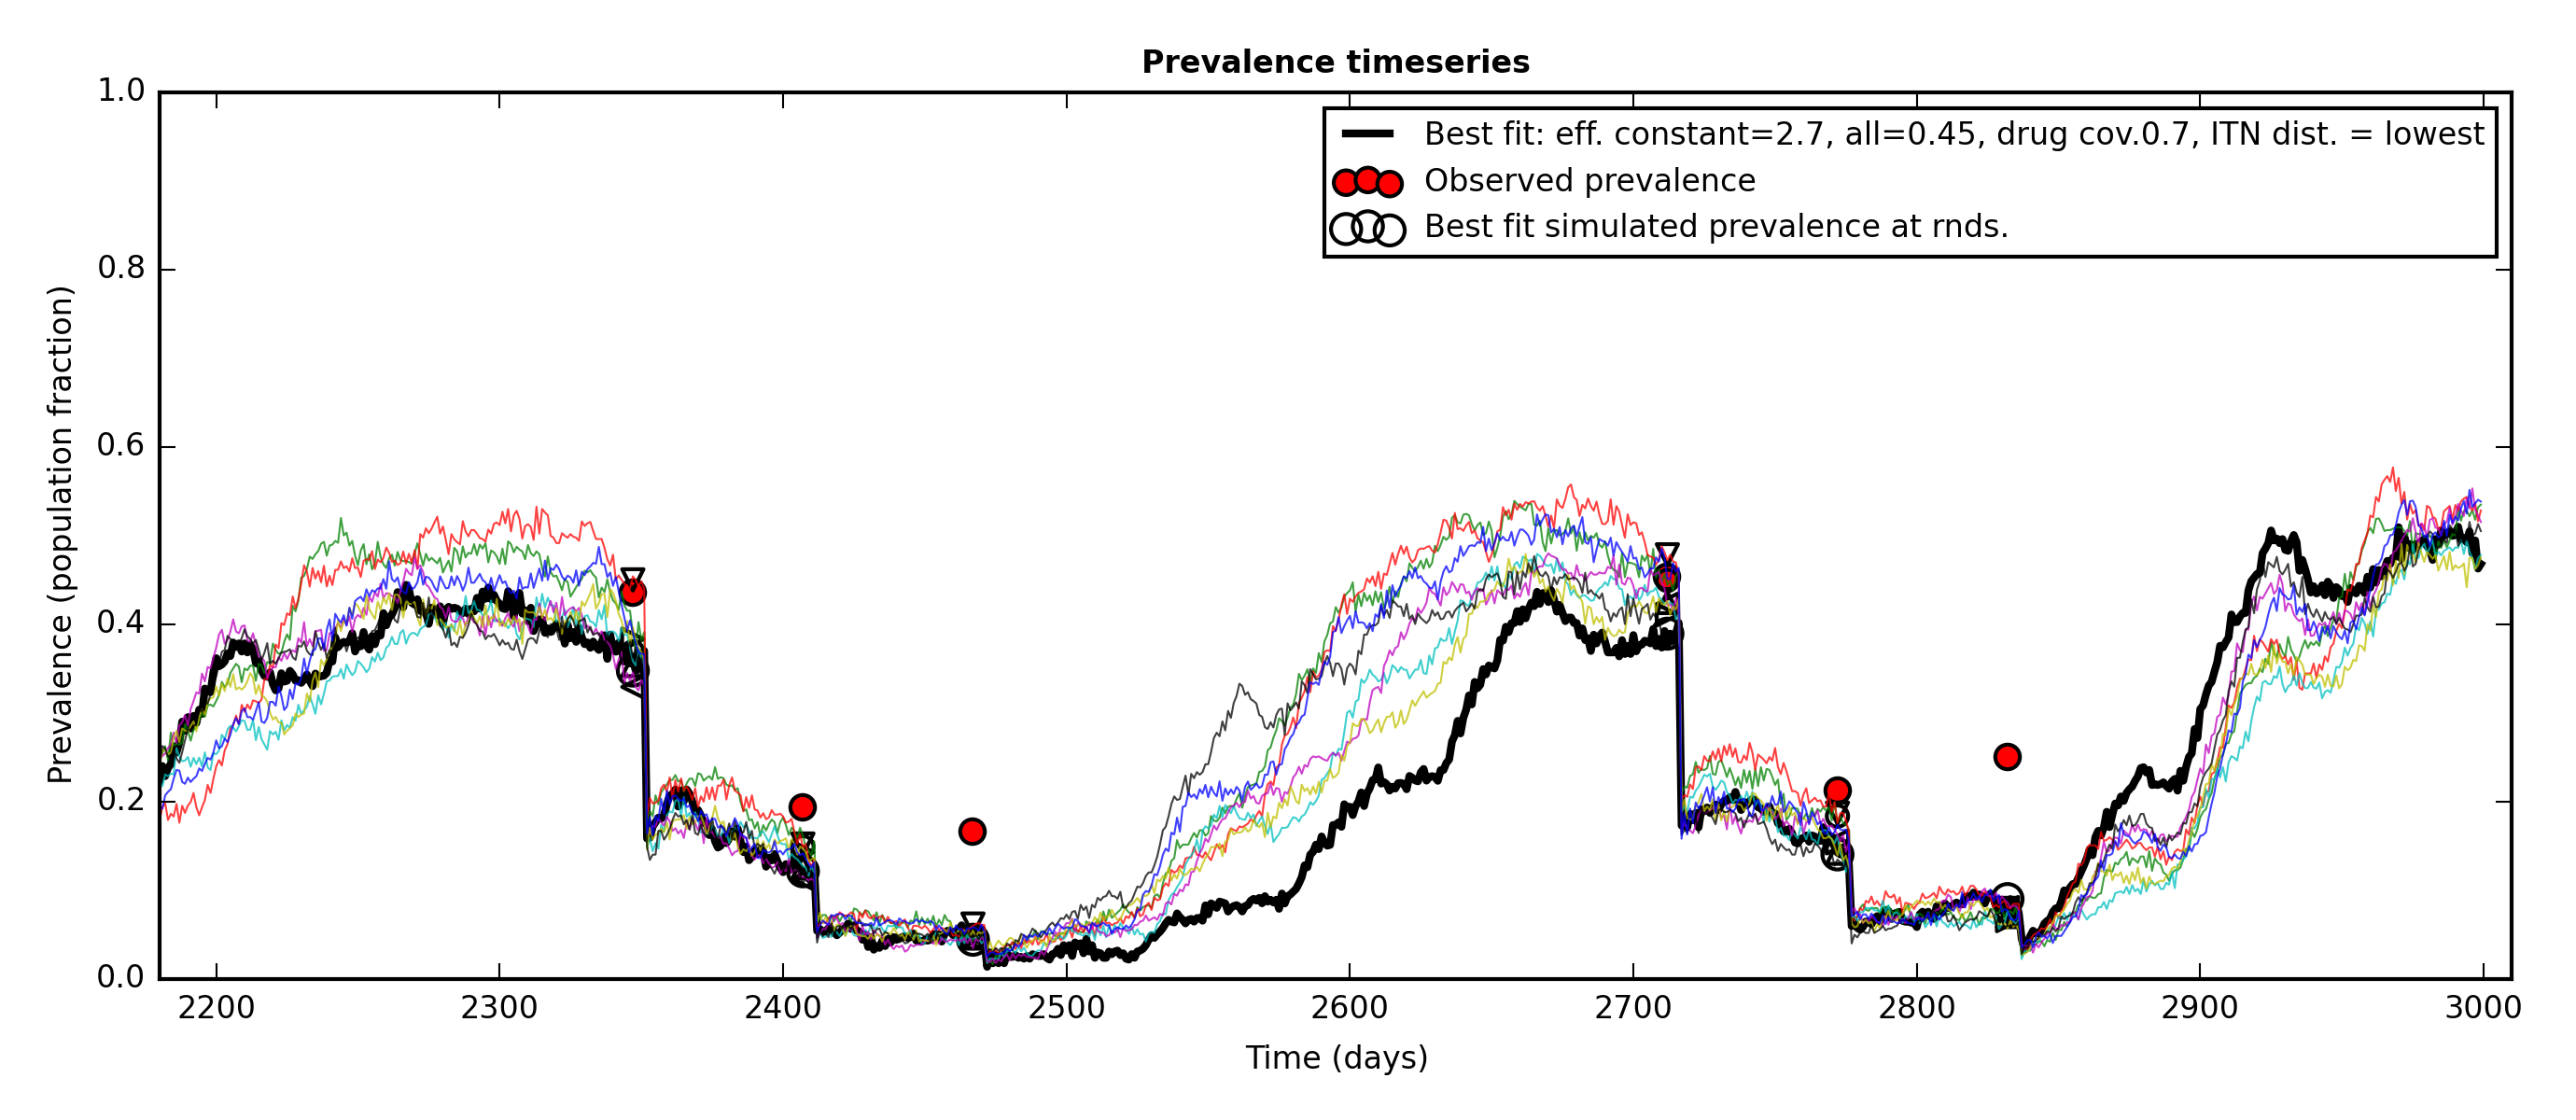 Prevalence timeseries
1.0
0.8
0.6
0.4
0.2
0.0
Prevalence (population fraction)
Best fit: eff. constant=2.7, all=0.45, drug cov.0.7, ITN dist. = lowest
Observed prevalence
Best fit simulated prevalence at rnds.
2200 2300 2400 2500 2600 2700 2800 2900 3000
Time (days)